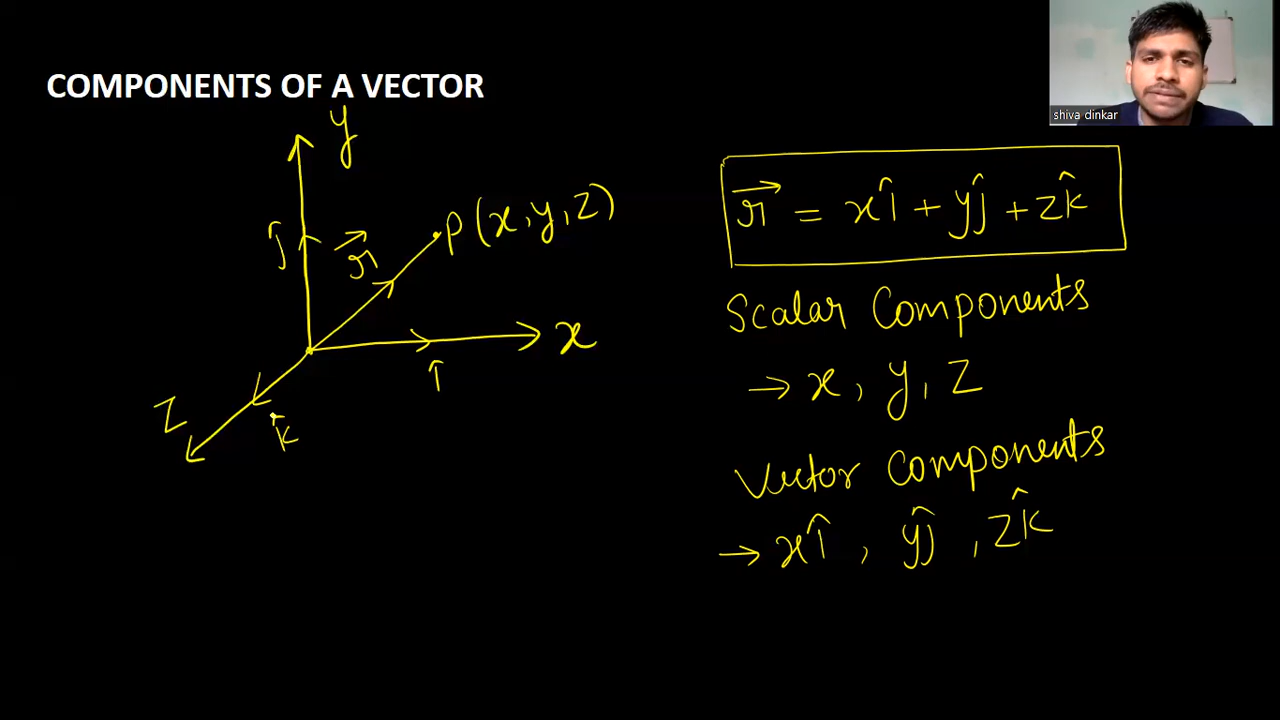 shiva dinkar
COMPONENTS OF A VECTOR
y
ĵ
r⃗
P(x, y, z)
x
î
z
k̂
r⃗ = xî + yĵ + zk̂
Scalar Components
→ x, y, z
Vector Components
→ xî, yĵ, zk̂